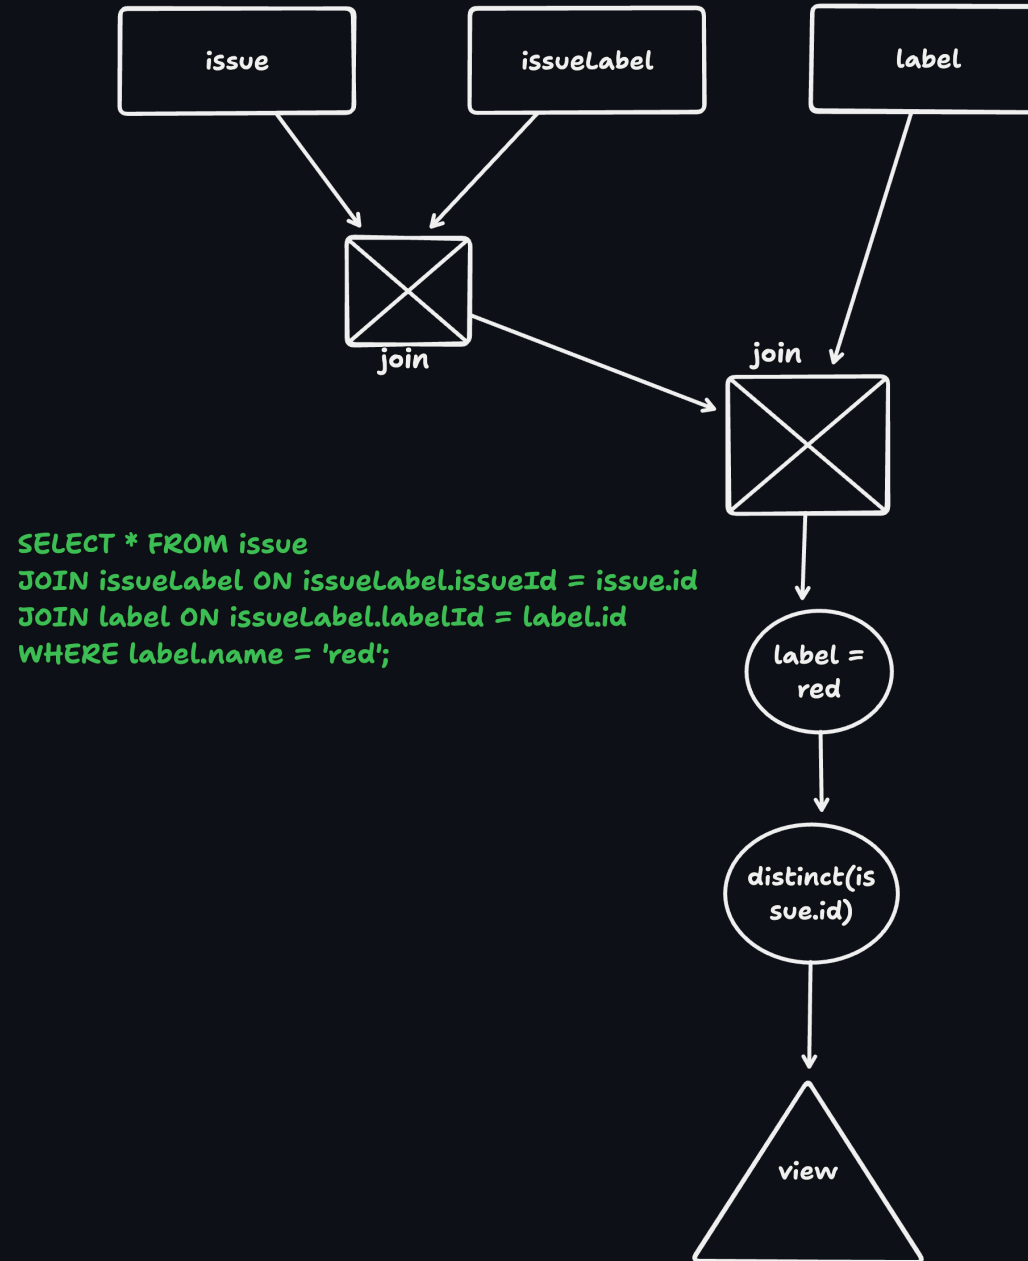 issue
issueLabel
label
join
join
SELECT * FROM issue
JOIN issueLabel ON issueLabel.issueId = issue.id
JOIN label ON issueLabel.labelId = label.id
WHERE label.name = 'red';
label =
red
distinct(is
sue.id)
view